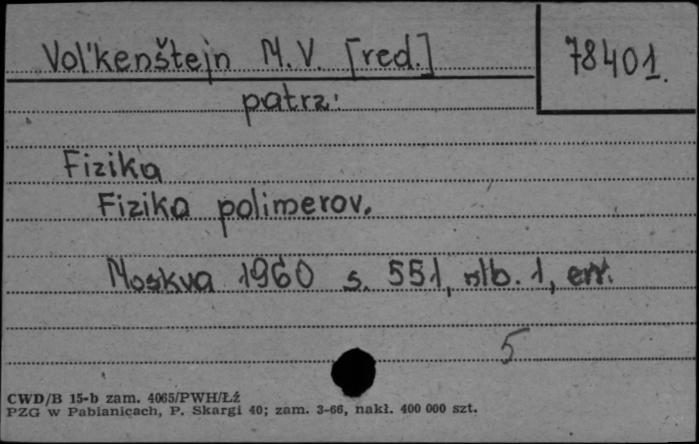 Vol'kenštejn M.V. [red.]
78401.
patrz:
Fizika
Fizika polimerov.
Moskva 1960 s. 551, nlb. 1, err.
5
CWD/B 15-b zam. 4065/PWH/Łź
PZG w Pabianicach, P. Skargi 40; zam. 3-66, nakł. 400 000 szt.